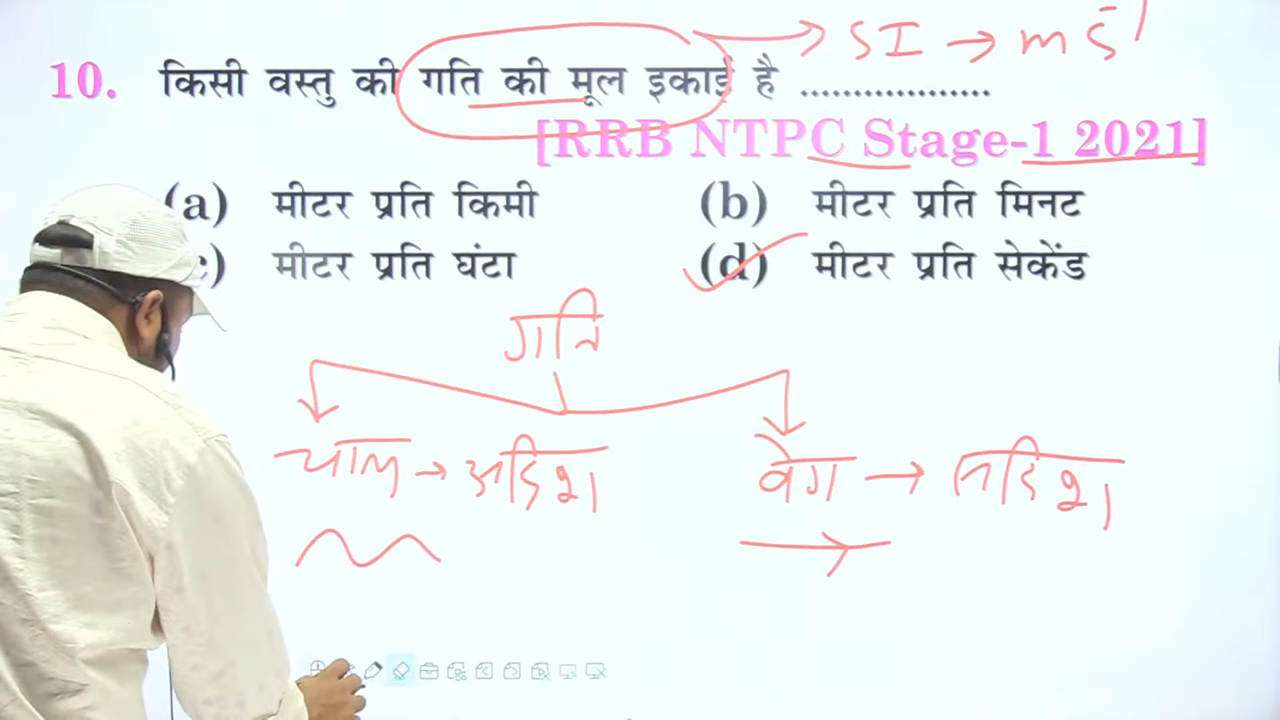 SI → ms⁻¹
10. किसी वस्तु की गति की मूल इकाई है ..................
[RRB NTPC Stage-1 2021]
(a) मीटर प्रति किमी (b) मीटर प्रति मिनट
c) मीटर प्रति घंटा (d) मीटर प्रति सेकेंड
गति
चाल → अदिश वेग → सदिश